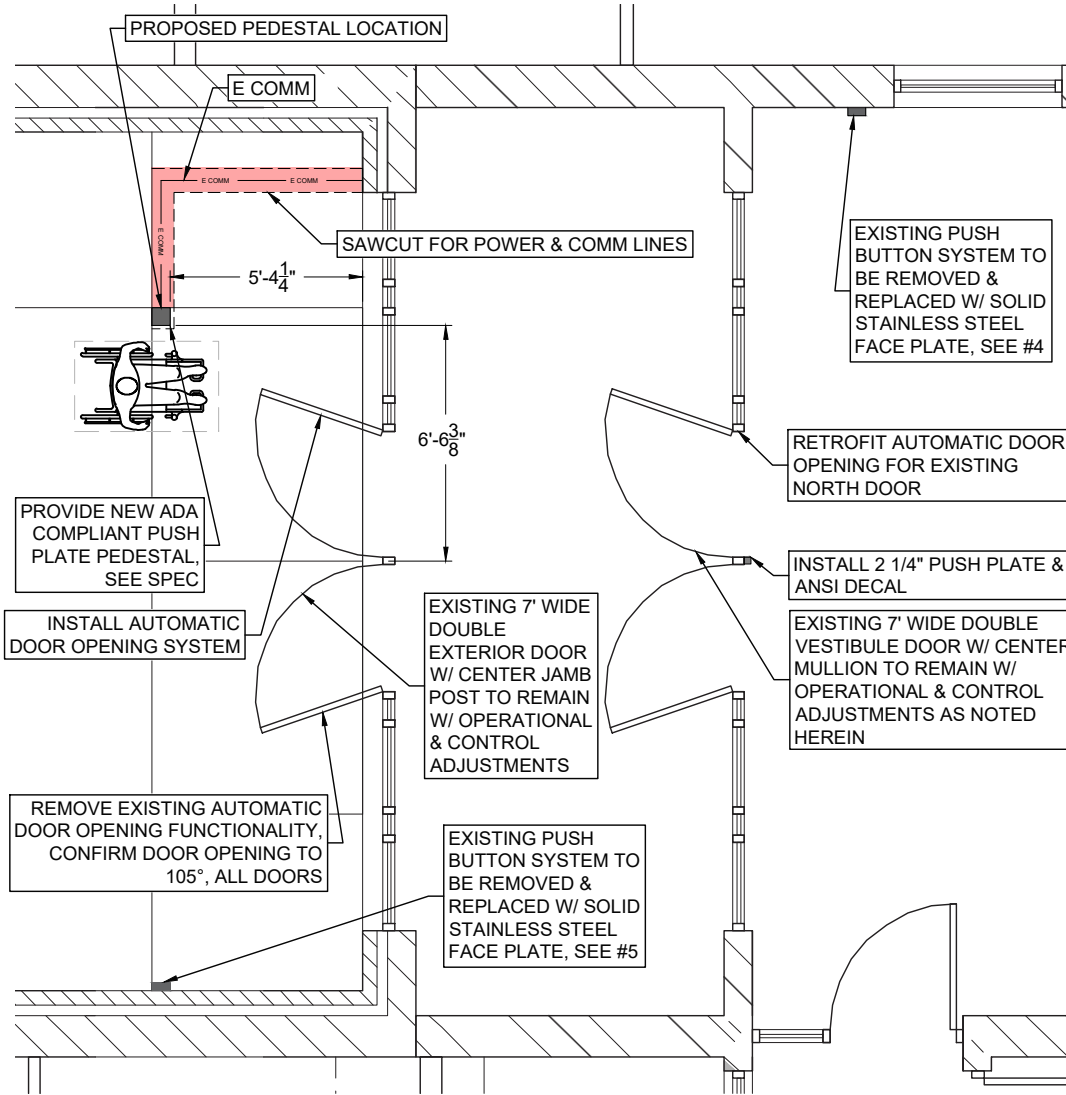 PROPOSED PEDESTAL LOCATION
E COMM
E COMM
E COMM
E COMM
SAWCUT FOR POWER & COMM LINES
5'-4 1/4"
6'-6 3/8"
EXISTING PUSH
BUTTON SYSTEM TO
BE REMOVED &
REPLACED W/ SOLID
STAINLESS STEEL
FACE PLATE, SEE #4
RETROFIT AUTOMATIC DOOR
OPENING FOR EXISTING
NORTH DOOR
PROVIDE NEW ADA
COMPLIANT PUSH
PLATE PEDESTAL,
SEE SPEC
INSTALL 2 1/4" PUSH PLATE &
ANSI DECAL
INSTALL AUTOMATIC
DOOR OPENING SYSTEM
EXISTING 7' WIDE
DOUBLE
EXTERIOR DOOR
W/ CENTER JAMB
POST TO REMAIN
W/ OPERATIONAL
& CONTROL
ADJUSTMENTS
EXISTING 7' WIDE DOUBLE
VESTIBULE DOOR W/ CENTER
MULLION TO REMAIN W/
OPERATIONAL & CONTROL
ADJUSTMENTS AS NOTED
HEREIN
REMOVE EXISTING AUTOMATIC
DOOR OPENING FUNCTIONALITY,
CONFIRM DOOR OPENING TO
105°, ALL DOORS
EXISTING PUSH
BUTTON SYSTEM TO
BE REMOVED &
REPLACED W/ SOLID
STAINLESS STEEL
FACE PLATE, SEE #5